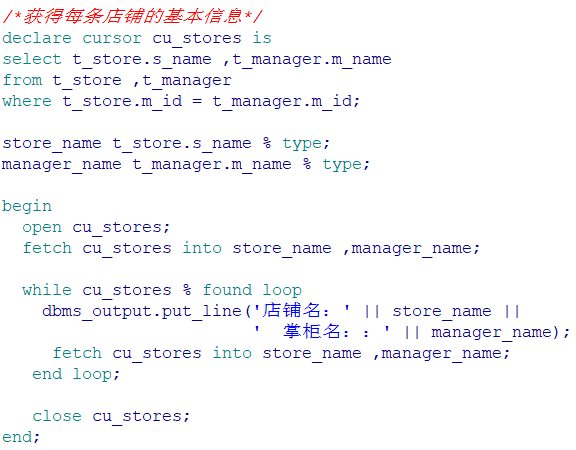 /*获得每条店铺的基本信息*/
declare cursor cu_stores is
select t_store.s_name ,t_manager.m_name
from t_store ,t_manager
where t_store.m_id = t_manager.m_id;

store_name t_store.s_name % type;
manager_name t_manager.m_name % type;

begin
  open cu_stores;
  fetch cu_stores into store_name ,manager_name;

  while cu_stores % found loop
    dbms_output.put_line('店铺名：' || store_name ||
                         '  掌柜名：：' || manager_name);
     fetch cu_stores into store_name ,manager_name;
   end loop;

   close cu_stores;
end;